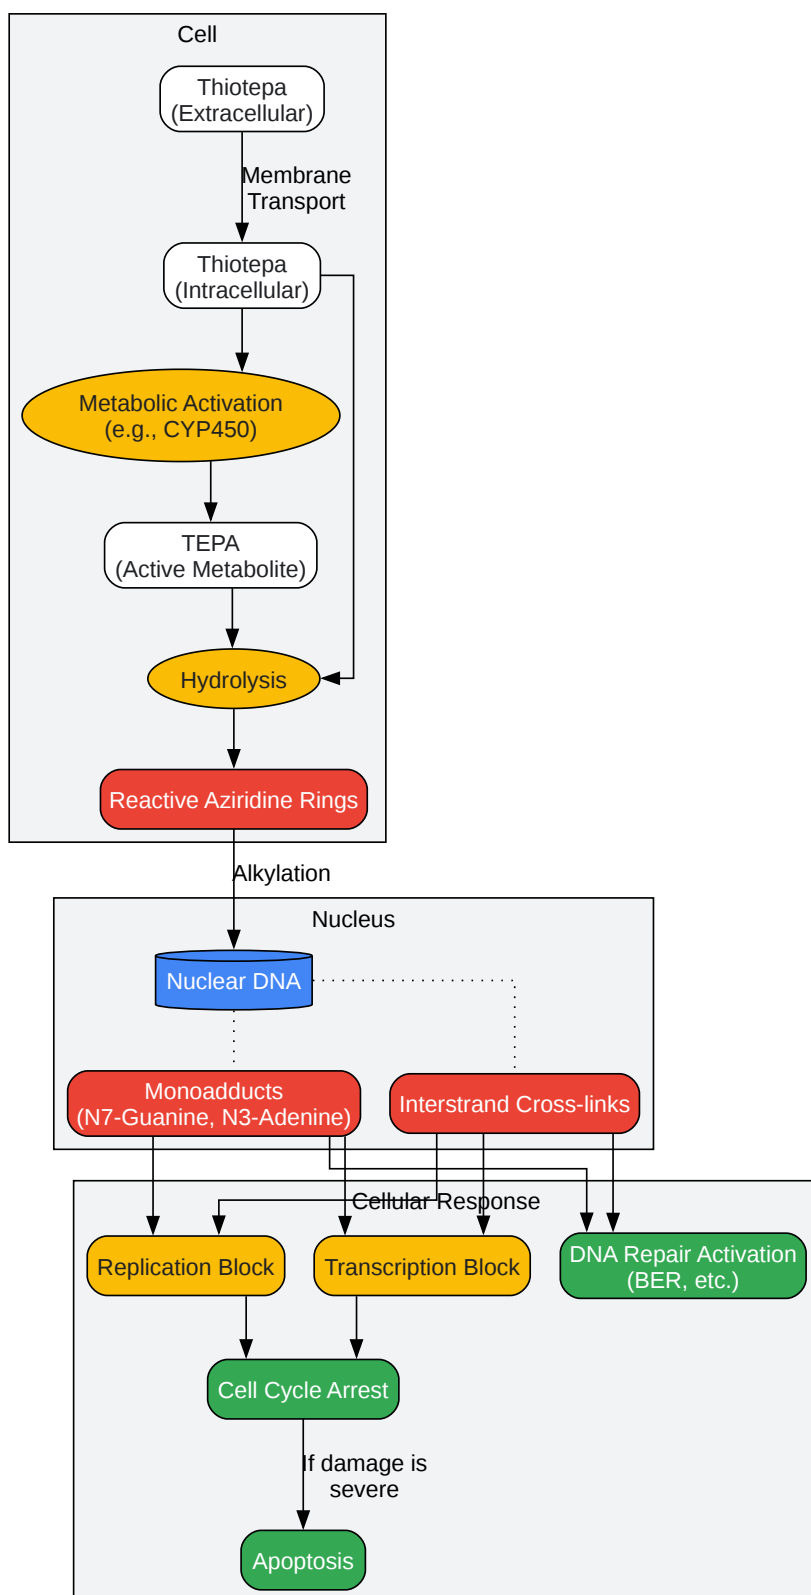 Cell
Thiotepa
(Extracellular)
Membrane
Transport
Thiotepa
(Intracellular)
Metabolic Activation
(e.g., CYP450)
TEPA
(Active Metabolite)
Hydrolysis
Reactive Aziridine Rings
Alkylation
Nucleus
Nuclear DNA
Monoadducts
(N7-Guanine, N3-Adenine)
Interstrand Cross-links
Cellular Response
Replication Block
Transcription Block
DNA Repair Activation
(BER, etc.)
Cell Cycle Arrest
If damage is
severe
Apoptosis